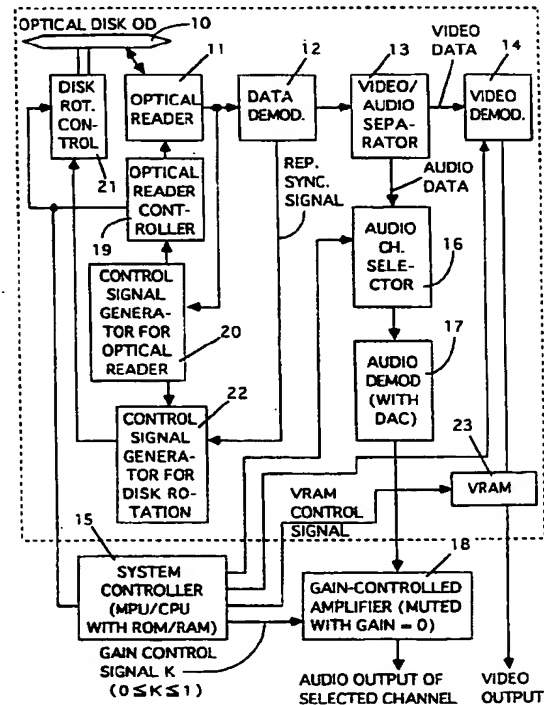 OPTICAL DISK OD
10
11
12
13
VIDEO
DATA
14
DISK
ROT.
CON-
TROL
21
OPTICAL
READER
DATA
DEMOD.
VIDEO/
AUDIO
SEPA-
RATOR
VIDEO
DEMOD.
REP.
SYNC.
SIGNAL
AUDIO
DATA
OPTICAL
READER
CONT-
ROLLER
19
AUDIO
CH.
SELEC-
TOR
16
CONTROL
SIGNAL
GENERA-
TOR FOR
OPTICAL
READER
20
AUDIO
DEMOD
(WITH
DAC)
17
CONTROL
SIGNAL
GENERA-
TOR FOR
DISK RO-
TATION
22
23
VRAM
VRAM
CONTROL
SIGNAL
15
SYSTEM
CONTROLLER
(MPU/CPU
WITH ROM/RAM)
18
GAIN-CONTROLLED
AMPLIFIER (MUTED
WITH GAIN = 0)
GAIN CONTROL
SIGNAL K
(0 ≤ K ≤ 1)
AUDIO OUTPUT OF
SELECTED CHANNEL
VIDEO
OUTPUT